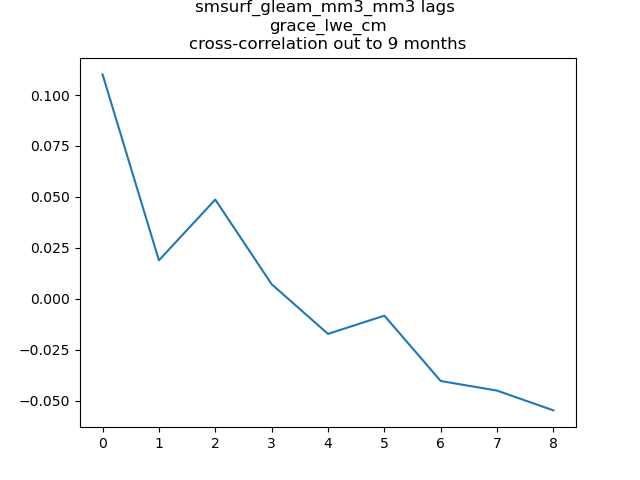 smsurf_gleam_mm3_mm3 lags
grace_lwe_cm
cross-correlation out to 9 months
0.100
0.075
0.050
0.025
0.000
−0.025
−0.050
0 1 2 3 4 5 6 7 8